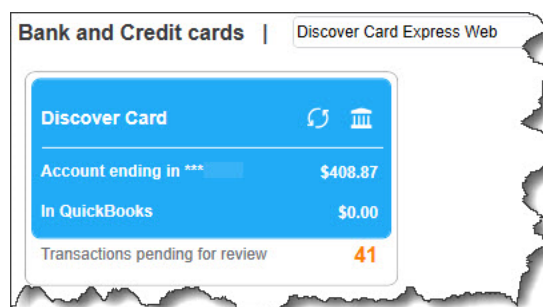 Bank and Credit cards | Discover Card Express Web
Discover Card
Account ending in *** $408.87
In QuickBooks $0.00
Transactions pending for review 41